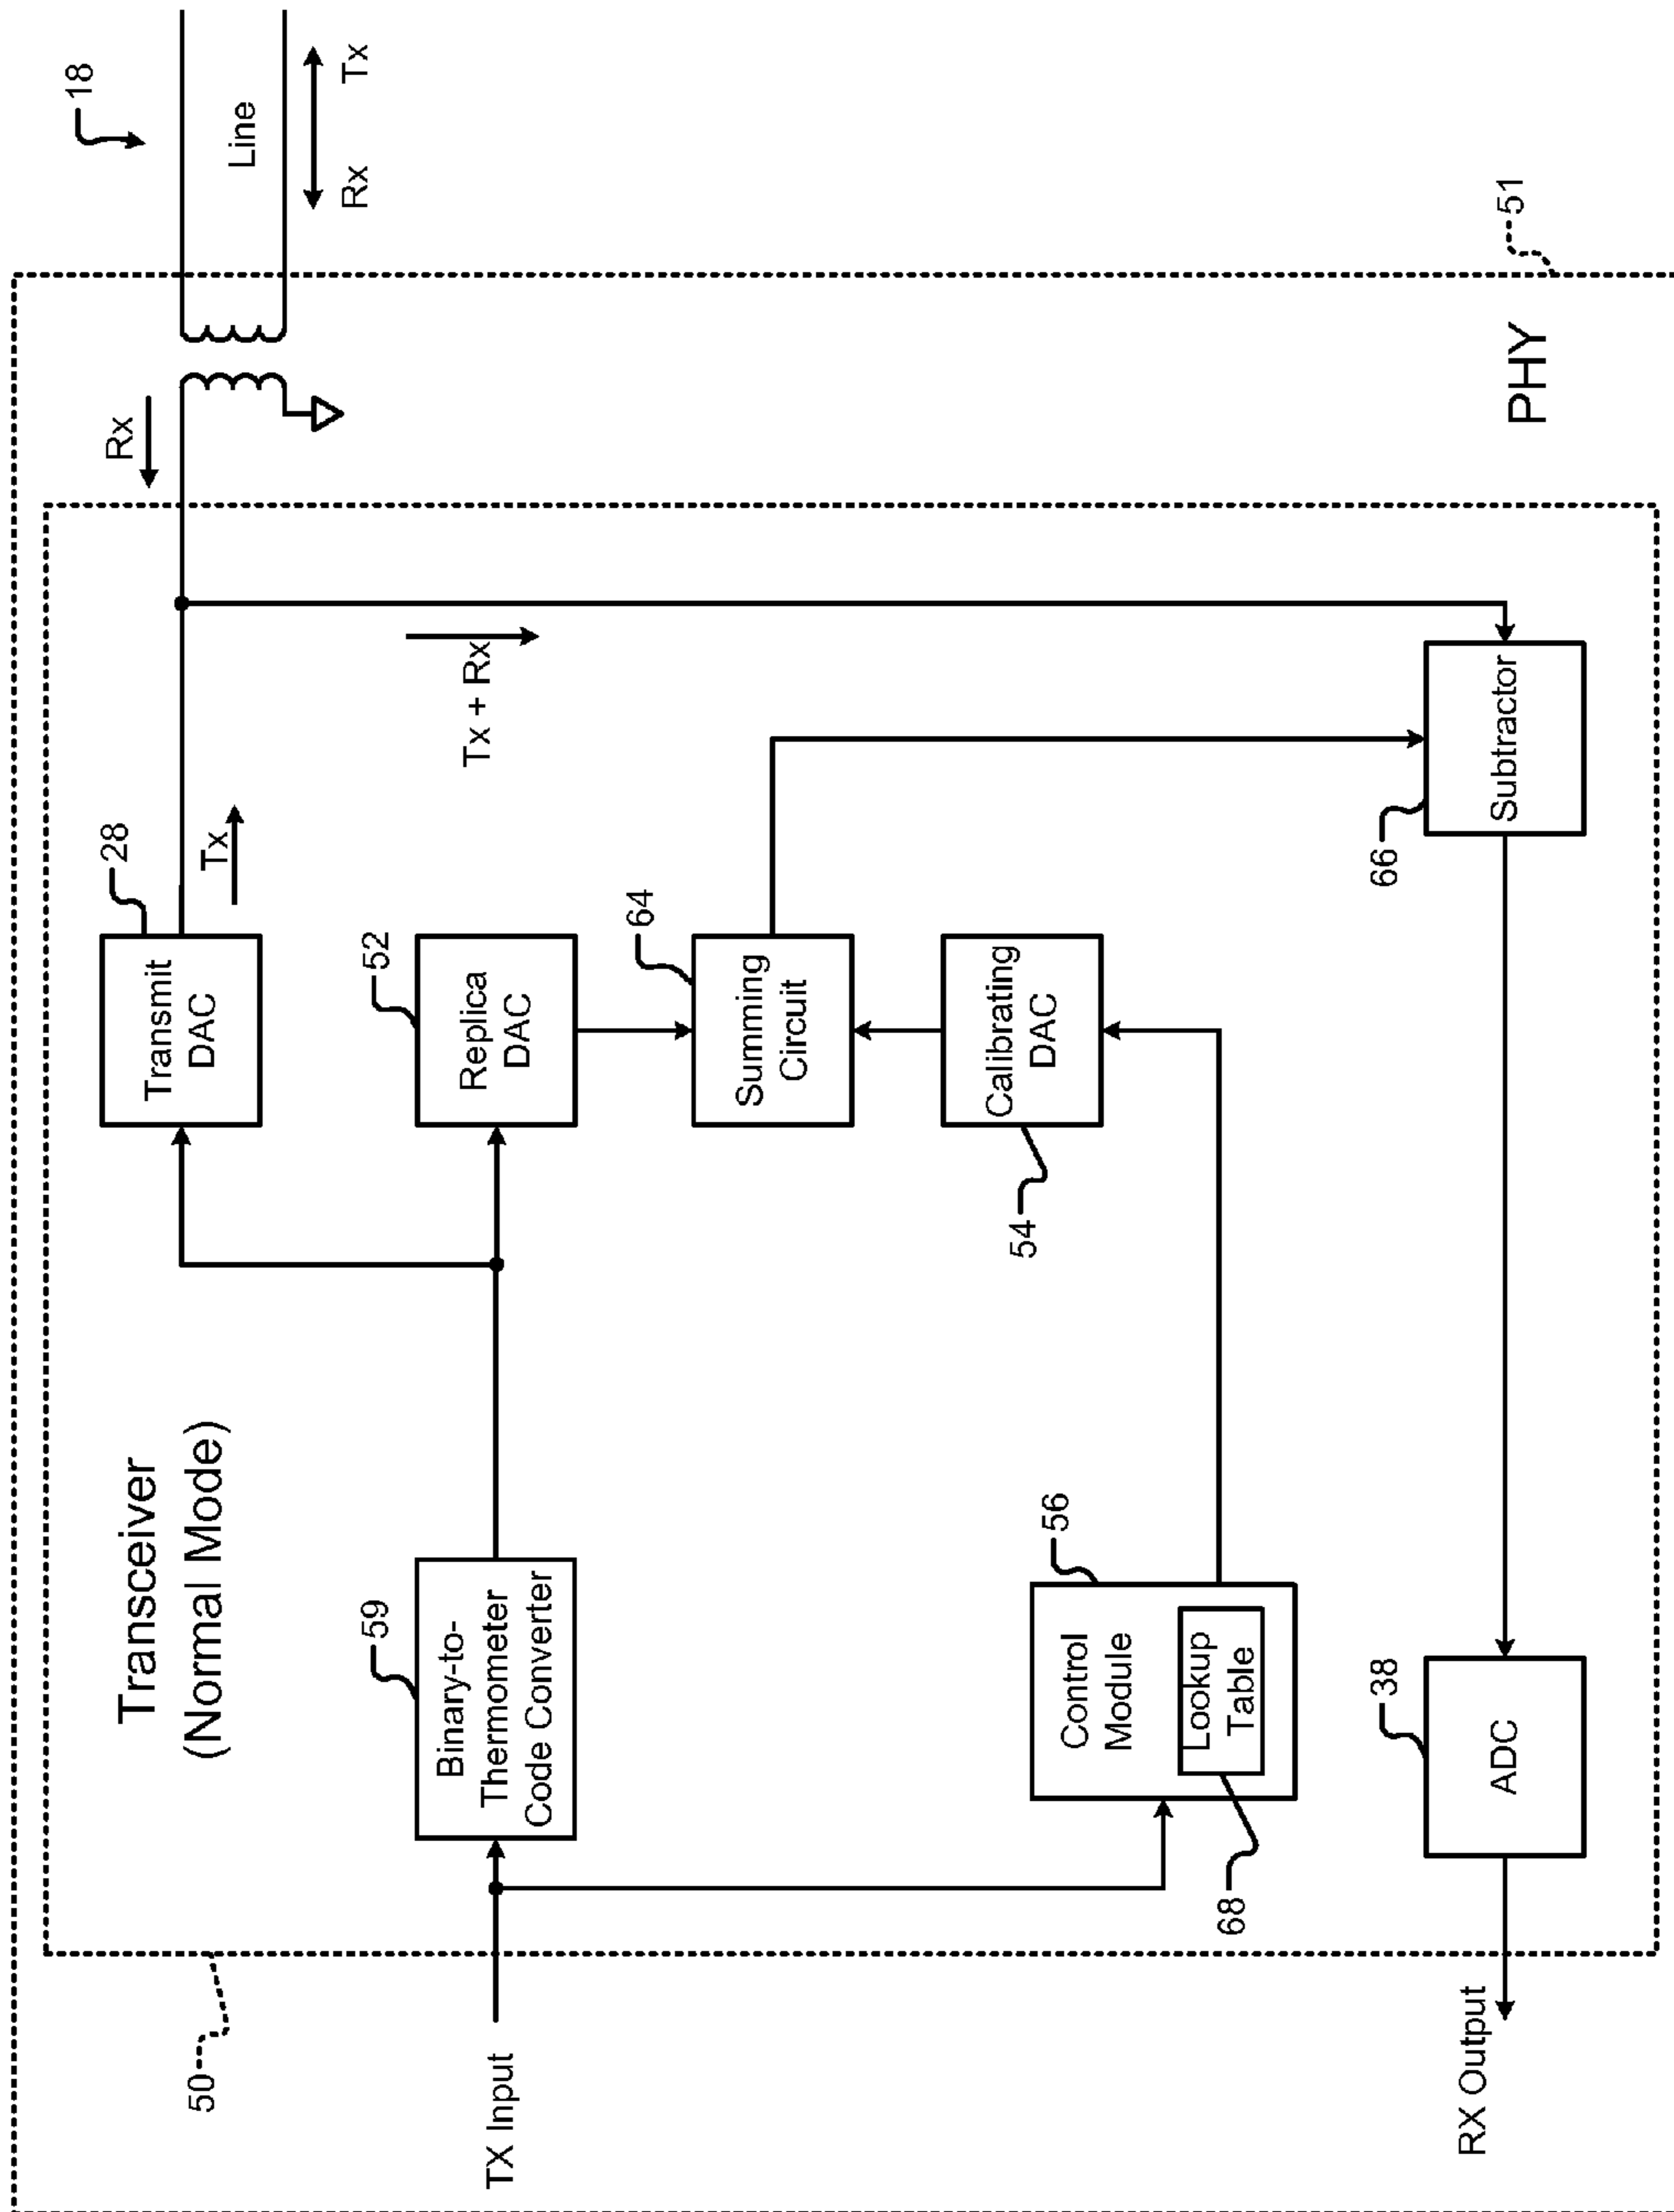 Transceiver
(Normal Mode)
50
TX Input
59
Binary-to-
Thermometer
Code Converter
28
Transmit
DAC
Tx
Rx
18
Line
Rx
Tx
52
Replica
DAC
Tx + Rx
64
Summing
Circuit
Calibrating
DAC
54
56
Control
Module
Lookup
Table
68
66
Subtractor
38
ADC
RX Output
PHY
51